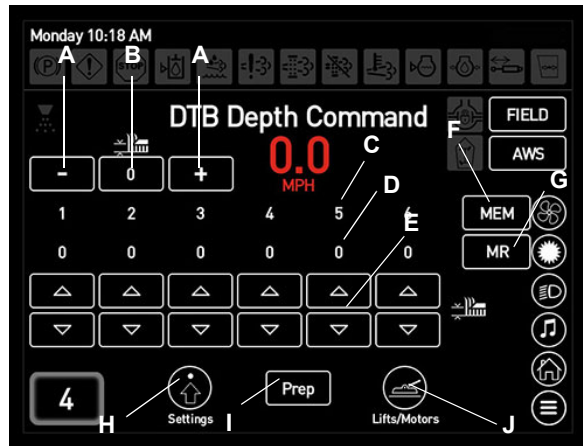 Monday 10:18 AM
A B A
(P) STOP
DTB Depth Command
FIELD
F
AWS
- 0 + 0.0 C
MPH
D
G
1 2 3 4 5 6 MEM
E
0 0 0 0 0 0 MR
4
Prep
H Settings I Lifts/Motors J